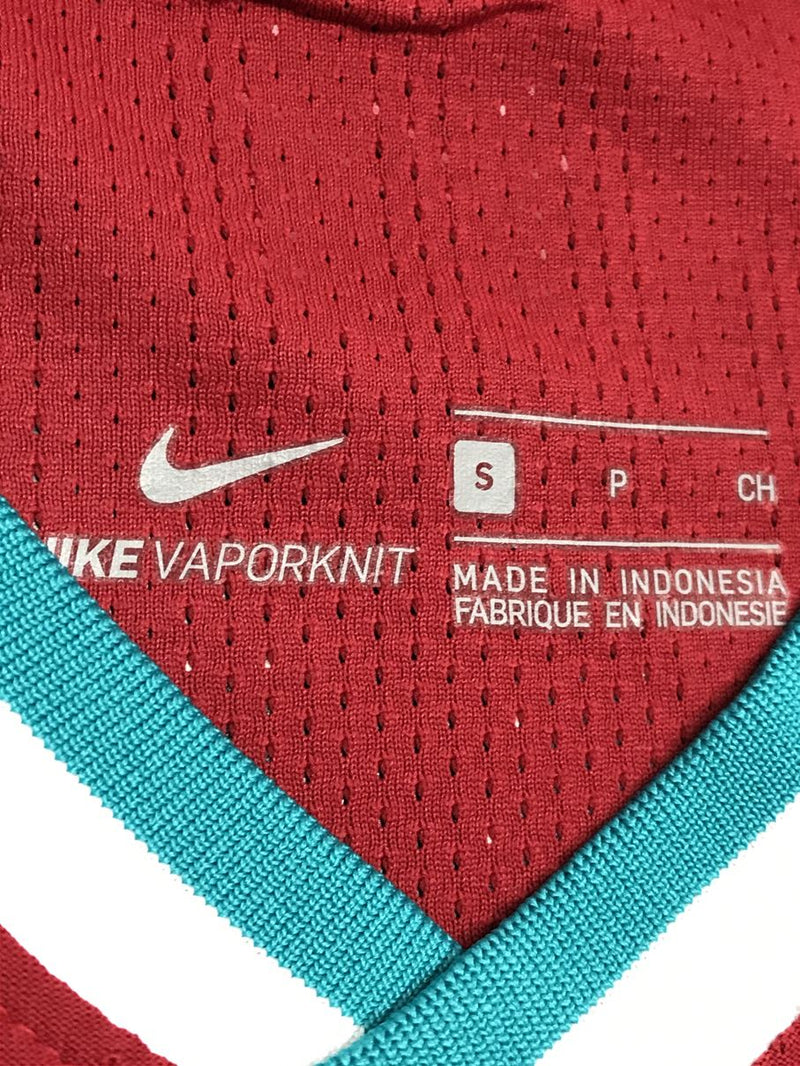 NIKE VAPORKNIT
S P CH
MADE IN INDONESIA
FABRIQUE EN INDONESIE